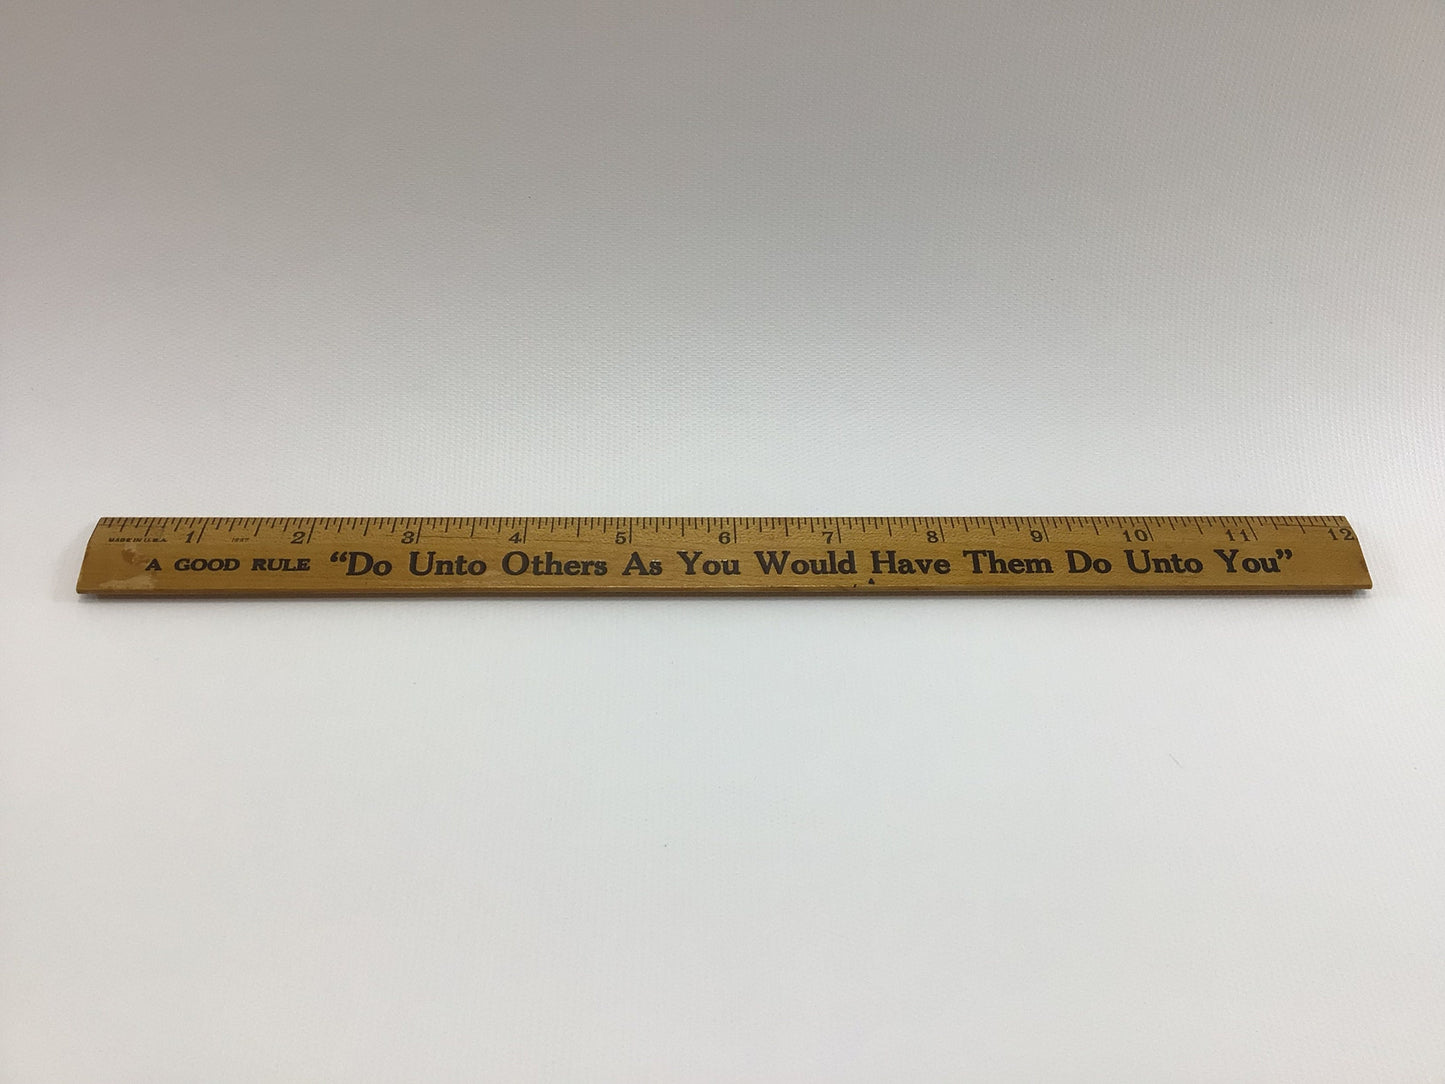 1 2 3 4 5 6 7 8 9 10 11 12
MADE IN U.S.A.
A GOOD RULE “Do Unto Others As You Would Have Them Do Unto You”